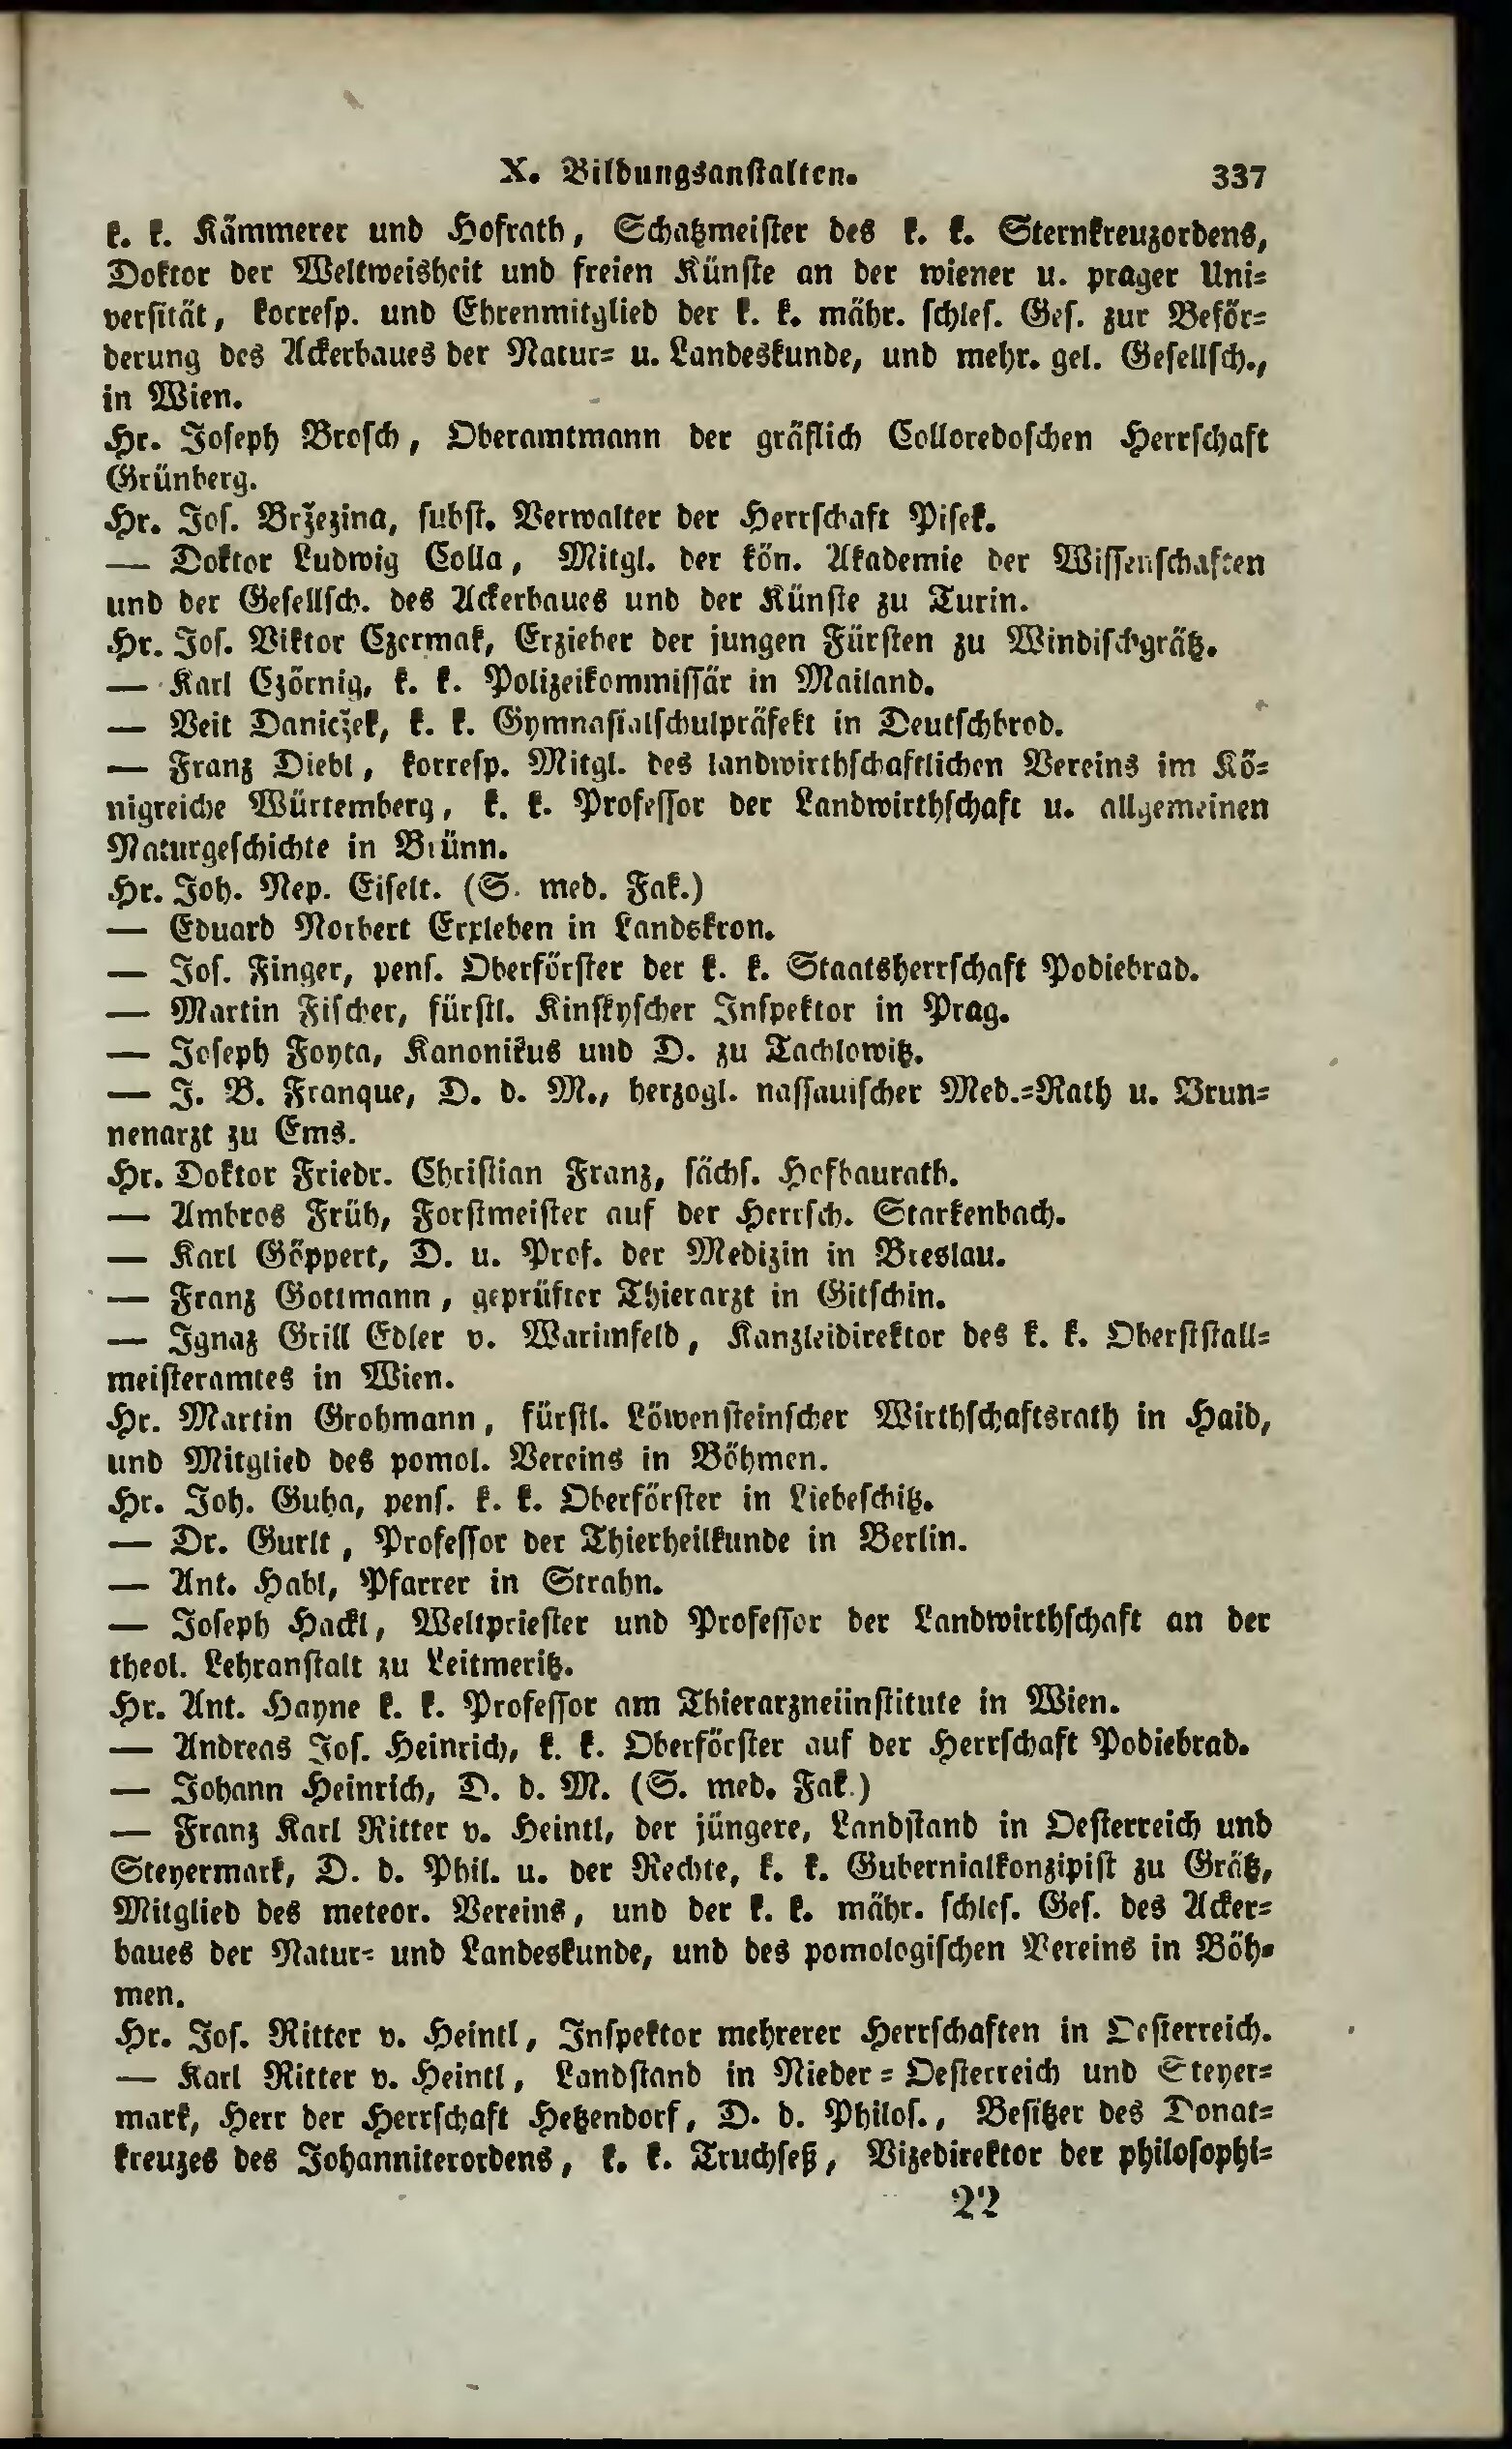 X. Bildungsanstalten. 337
k. k. Kämmerer und Hofrath, Schatzmeister des k. k. Sternkreuzordens,
Doktor der Weltweisheit und freien Künste an der wiener u. prager Uni=
versität, korresp. und Ehrenmitglied der k. k. mähr. schles. Ges. zur Beför=
derung des Ackerbaues der Natur= u. Landeskunde, und mehr. gel. Gesellsch.,
in Wien.
Hr. Joseph Brosch, Oberamtmann der gräflich Colloredoschen Herrschaft
Grünberg.
Hr. Jos. Bržezina, subst. Verwalter der Herrschaft Pisek.
— Doktor Ludwig Colla, Mitgl. der kön. Akademie der Wissenschaften
und der Gesellsch. des Ackerbaues und der Künste zu Turin.
Hr. Jos. Viktor Czermak, Erzieher der jungen Fürsten zu Windischgrätz.
— Karl Czörnig, k. k. Polizeikommissär in Mailand.
— Veit Daniczek, k. k. Gymnasialschulpräfekt in Deutschbrod.
— Franz Diebl, korresp. Mitgl. des landwirthschaftlichen Vereins im Kö=
nigreiche Würtemberg, k. k. Professor der Landwirthschaft u. allgemeinen
Naturgeschichte in Brünn.
Hr. Joh. Nep. Eiselt. (S. med. Fak.)
— Eduard Norbert Erxleben in Landskron.
— Jos. Finger, pens. Oberförster der k. k. Staatsherrschaft Podiebrad.
— Martin Fischer, fürstl. Kinskyscher Inspektor in Prag.
— Joseph Foyta, Kanonikus und D. zu Tachlowitz.
— J. B. Franque, D. d. M., herzogl. nassauischer Med.=Rath u. Brun=
nenarzt zu Ems.
Hr. Doktor Friedr. Christian Franz, sächs. Hofbaurath.
— Ambros Früh, Forstmeister auf der Herrsch. Starkenbach.
— Karl Göppert, D. u. Prof. der Medizin in Breslau.
— Franz Gottmann, geprüfter Thierarzt in Gitschin.
— Ignaz Grill Edler v. Warimfeld, Kanzleidirektor des k. k. Oberststall=
meisteramtes in Wien.
Hr. Martin Grohmann, fürstl. Löwensteinscher Wirthschaftsrath in Haid,
und Mitglied des pomol. Vereins in Böhmen.
Hr. Joh. Guha, pens. k. k. Oberförster in Liebeschitz.
— Dr. Gurlt, Professor der Thierheilkunde in Berlin.
— Ant. Habl, Pfarrer in Strahn.
— Joseph Hackl, Weltpriester und Professor der Landwirthschaft an der
theol. Lehranstalt zu Leitmeritz.
Hr. Ant. Hayne k. k. Professor am Thierarzneiinstitute in Wien.
— Andreas Jos. Heinrich, k. k. Oberförster auf der Herrschaft Podiebrad.
— Johann Heinrich, D. d. M. (S. med. Fak.)
— Franz Karl Ritter v. Heintl, der jüngere, Landstand in Oesterreich und
Steyermark, D. d. Phil. u. der Rechte, k. k. Gubernialkonzipist zu Grätz,
Mitglied des meteor. Vereins, und der k. k. mähr. schles. Ges. des Acker=
baues der Natur= und Landeskunde, und des pomologischen Vereins in Böh=
men.
Hr. Jos. Ritter v. Heintl, Inspektor mehrerer Herrschaften in Oesterreich.
— Karl Ritter v. Heintl, Landstand in Nieder=Oesterreich und Steyer=
mark, Herr der Herrschaft Hetzendorf, D. d. Philos., Besitzer des Donat=
kreuzes des Johanniterordens, k. k. Truchseß, Vizedirektor der philosophi=
22